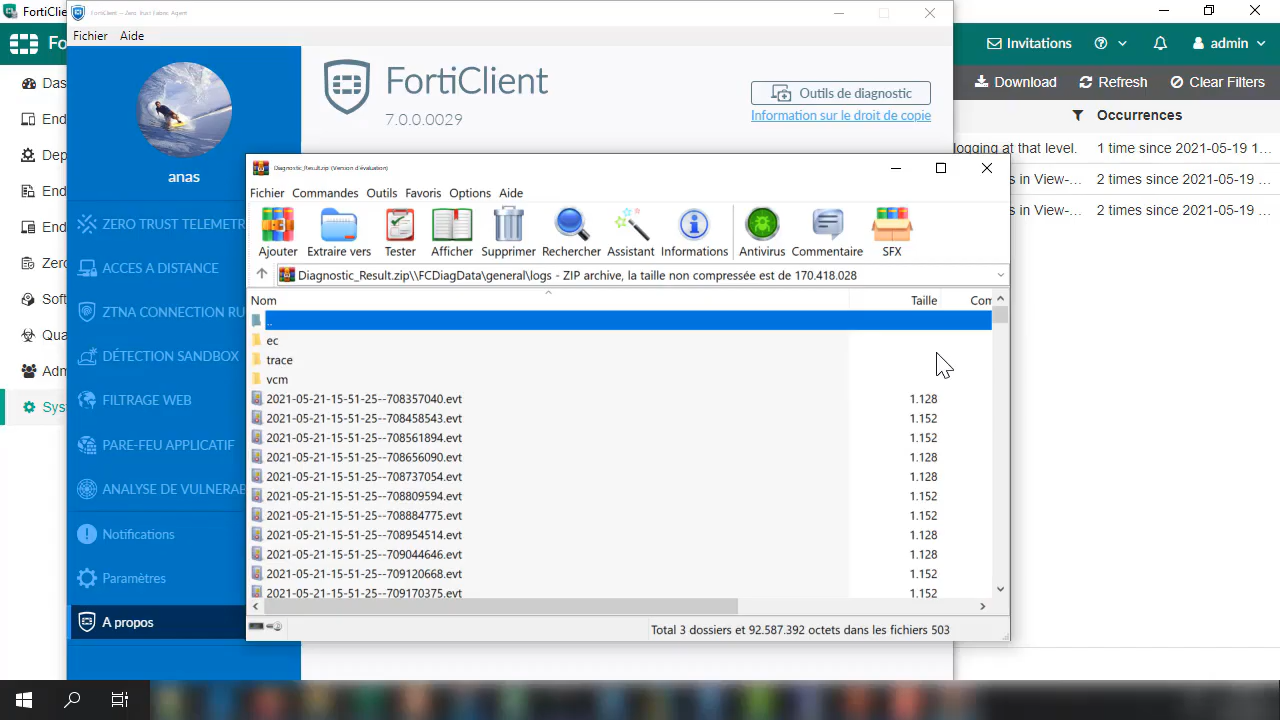 FortiClie
FortiClient -- Zero Trust Fabric Agent
Fo
Invitations
admin
Fichier Aide
Download Refresh Clear Filters
Das
End
Dep
End
End
Zero
Soft
Qua
Adm
Sys
Occurrences
logging at that level. 1 time since 2021-05-19 1...
s in View-... 2 times since 2021-05-19 ...
s in View-... 2 times since 2021-05-19 ...
anas
ZERO TRUST TELEMETR
ACCES A DISTANCE
ZTNA CONNECTION RU
DÉTECTION SANDBOX
FILTRAGE WEB
PARE-FEU APPLICATIF
ANALYSE DE VULNERA
Notifications
Paramètres
A propos
FortiClient
7.0.0.0029
Outils de diagnostic
Information sur le droit de copie
Diagnostic_Result.zip (Version d'évaluation)
Fichier Commandes Outils Favoris Options Aide
Ajouter Extraire vers Tester Afficher Supprimer Rechercher Assistant Informations Antivirus Commentaire SFX
Diagnostic_Result.zip\\FCDiagData\general\logs - ZIP archive, la taille non compressée est de 170.418.028
Nom Taille Com
..
ec
trace
vcm
2021-05-21-15-51-25--708357040.evt 1.128
2021-05-21-15-51-25--708458543.evt 1.152
2021-05-21-15-51-25--708561894.evt 1.152
2021-05-21-15-51-25--708656090.evt 1.128
2021-05-21-15-51-25--708737054.evt 1.128
2021-05-21-15-51-25--708809594.evt 1.152
2021-05-21-15-51-25--708884775.evt 1.152
2021-05-21-15-51-25--708954514.evt 1.128
2021-05-21-15-51-25--709044646.evt 1.128
2021-05-21-15-51-25--709120668.evt 1.152
2021-05-21-15-51-25--709170375.evt 1.152
Total 3 dossiers et 92.587.392 octets dans les fichiers 503